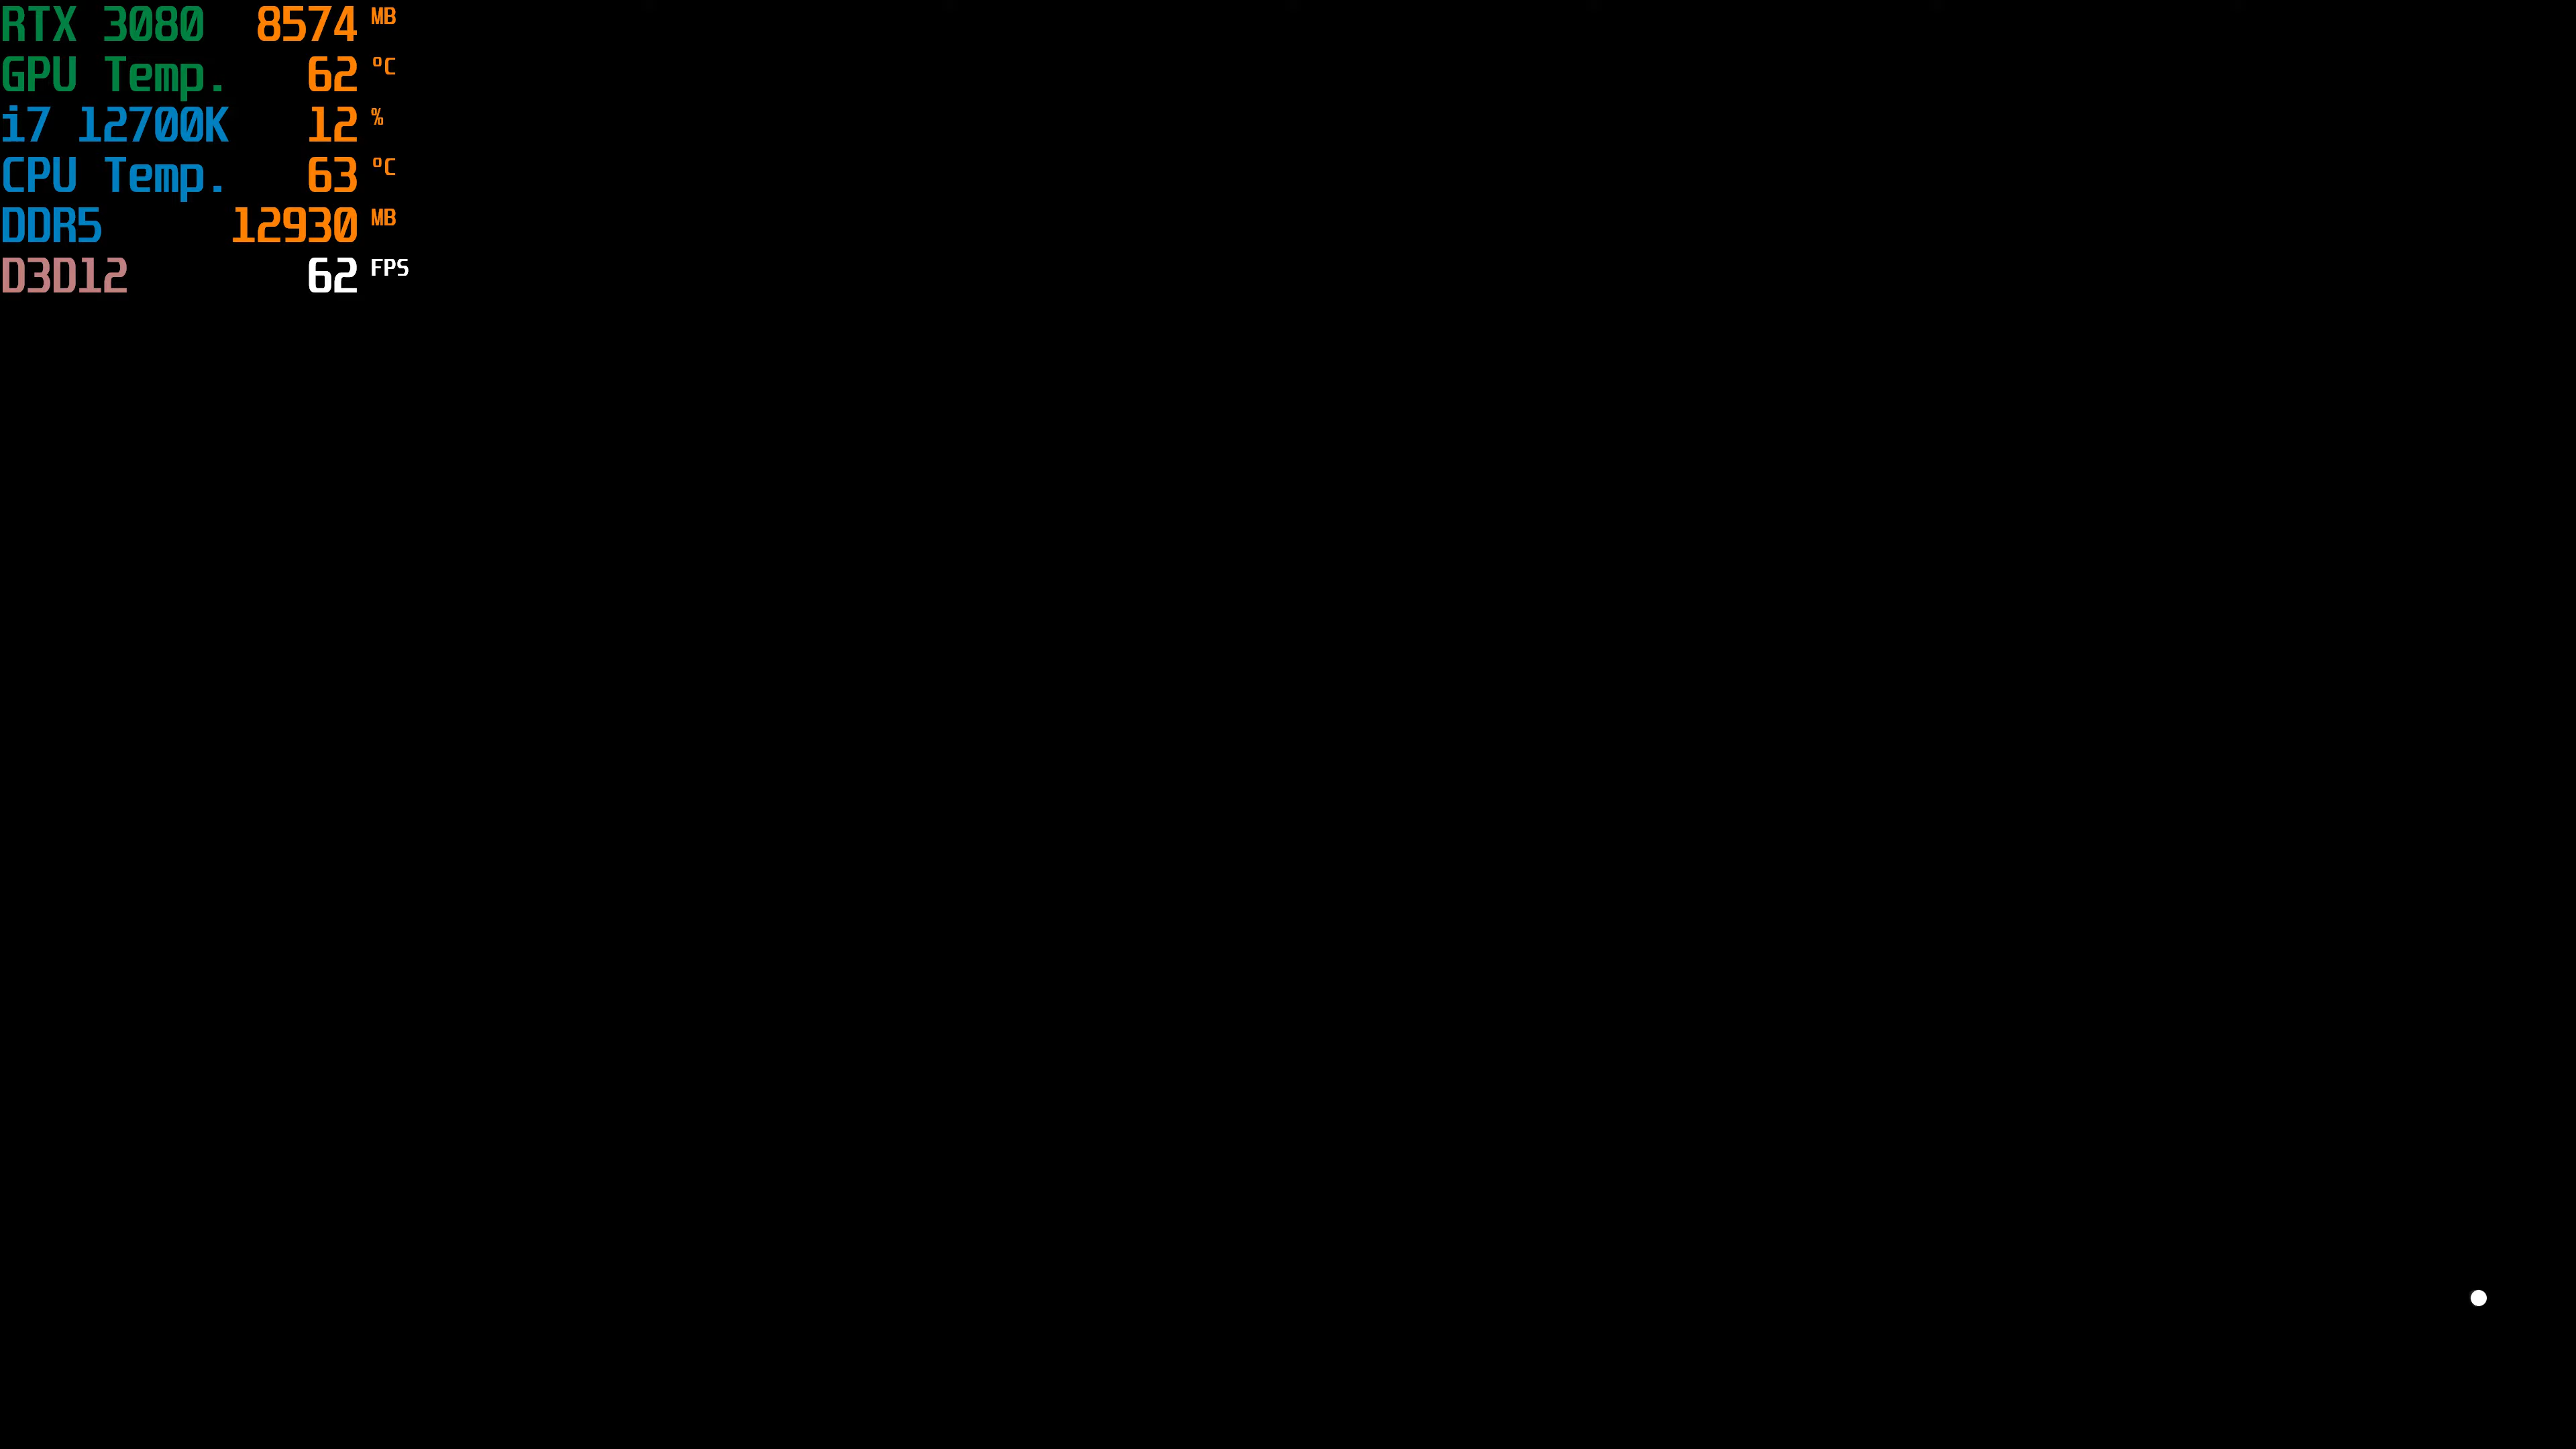 RTX 3080 8574 MB
GPU Temp. 62 °C
i7 12700K 12 %
CPU Temp. 63 °C
DDR5 12930 MB
D3D12 62 FPS